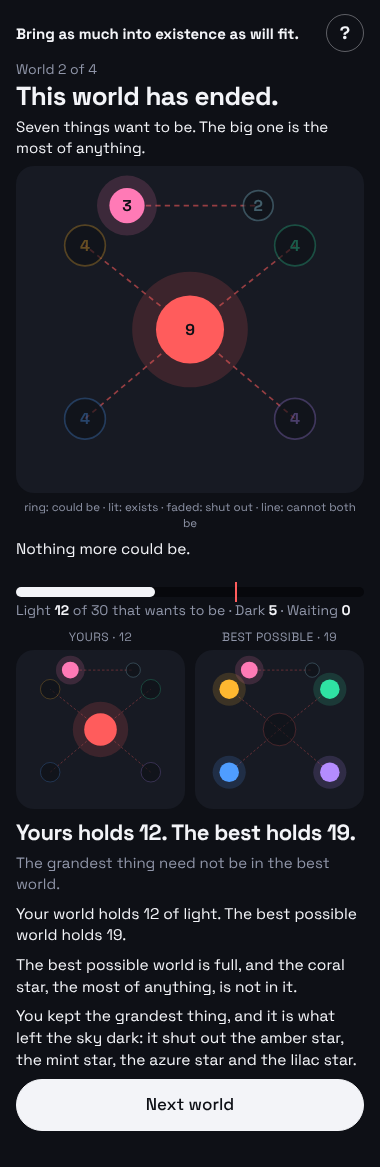 Bring as much into existence as will fit.
?
World 2 of 4
This world has ended.
Seven things want to be. The big one is the
most of anything.
3
2
4
4
9
4
4
ring: could be · lit: exists · faded: shut out · line: cannot both
be
Nothing more could be.
Light 12 of 30 that wants to be · Dark 5 · Waiting 0
YOURS · 12
BEST POSSIBLE · 19
Yours holds 12. The best holds 19.
The grandest thing need not be in the best
world.
Your world holds 12 of light. The best possible
world holds 19.
The best possible world is full, and the coral
star, the most of anything, is not in it.
You kept the grandest thing, and it is what
left the sky dark: it shut out the amber star,
the mint star, the azure star and the lilac star.
Next world